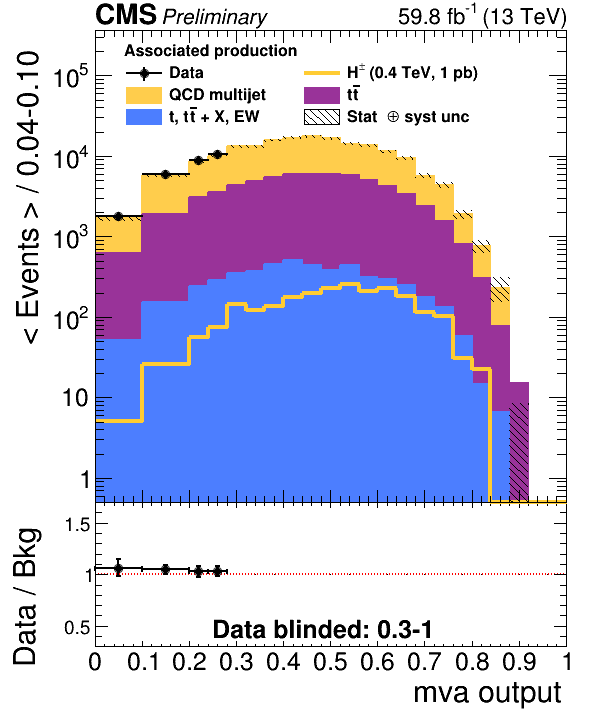 CMS Preliminary 59.8 fb⁻¹ (13 TeV)
Associated production
Data
H± (0.4 TeV, 1 pb)
QCD multijet
tt̄
t, tt̄ + X, EW
Stat ⊕ syst unc
< Events > / 0.04-0.10
10⁵
10⁴
10³
10²
10
1
Data / Bkg
1.5
1
0.5
Data blinded: 0.3-1
0 0.1 0.2 0.3 0.4 0.5 0.6 0.7 0.8 0.9 1
mva output